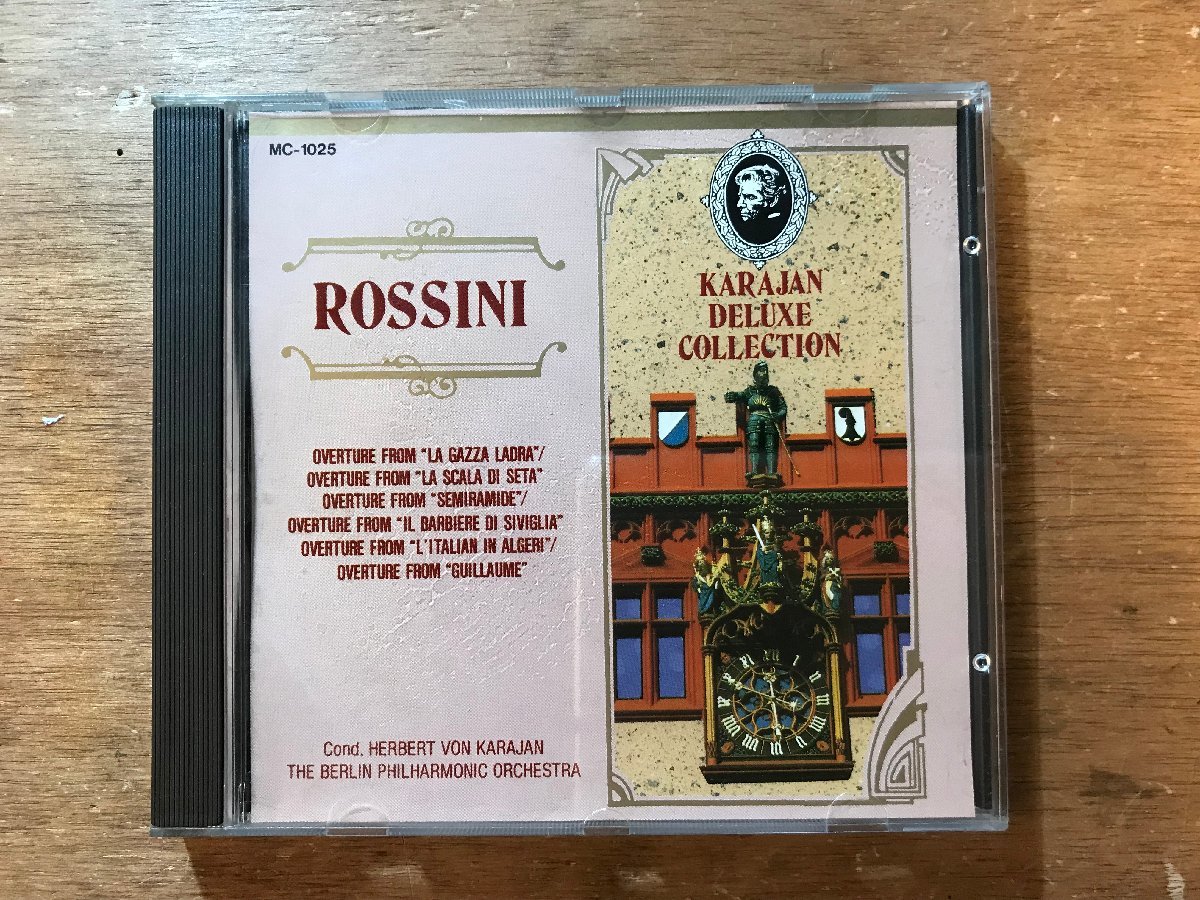 MC-1025
ROSSINI
OVERTURE FROM "LA GAZZA LADRA"/
OVERTURE FROM "LA SCALA DI SETA"
OVERTURE FROM "SEMIRAMIDE"/
OVERTURE FROM "IL BARBIERE DI SIVIGLIA"
OVERTURE FROM "L'ITALIAN IN ALGERI"/
OVERTURE FROM "GUILLAUME"
Cond. HERBERT VON KARAJAN
THE BERLIN PHILHARMONIC ORCHESTRA
KARAJAN
DELUXE
COLLECTION